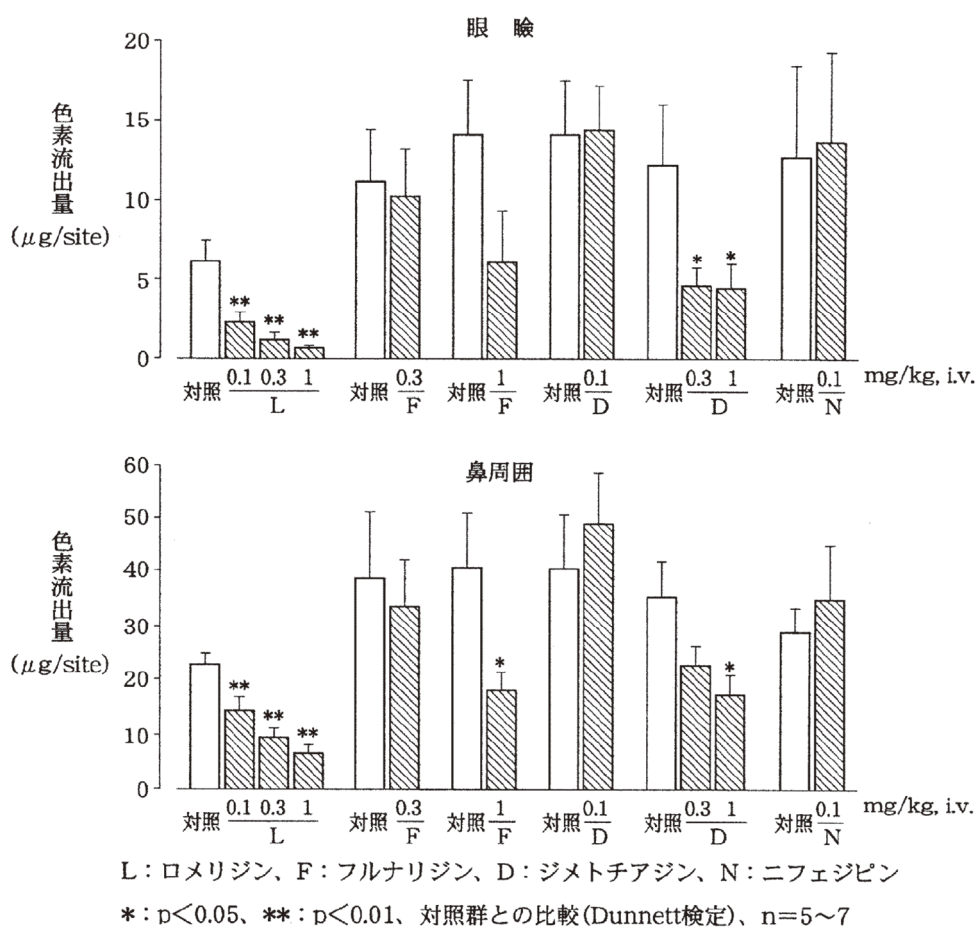 眼 瞼
20
15
10
5
0
色素流出量
(μg/site)
** ** ** * *
対照 0.1 0.3 1 対照 0.3 対照 1 対照 0.1 対照 0.3 1 対照 0.1 mg/kg, i.v.
L F F D D N
鼻周囲
60
50
40
30
20
10
0
色素流出量
(μg/site)
** ** ** * *
対照 0.1 0.3 1 対照 0.3 対照 1 対照 0.1 対照 0.3 1 対照 0.1 mg/kg, i.v.
L F F D D N
L：ロメリジン、F：フルナリジン、D：ジメトチアジン、N：ニフェジピン
*：p<0.05、**：p<0.01、対照群との比較(Dunnett検定)、n=5～7